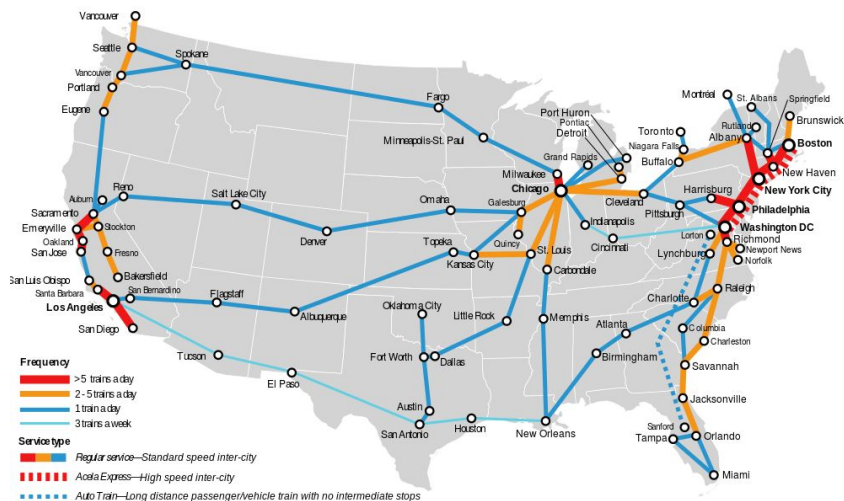 Vancouver
Seattle
Spokane
Vancouver
Portland
Eugene
Fargo
Minneapolis-St. Paul
Port Huron
Pontiac
Detroit
Grand Rapids
Milwaukee
Chicago
Toronto
Niagara Falls
Buffalo
Montréal
St. Albans
Springfield
Rutland
Albany
Brunswick
Boston
New Haven
New York City
Harrisburg
Philadelphia
Cleveland
Pittsburgh
Washington DC
Auburn
Reno
Sacramento
Salt Lake City
Emeryville
Stockton
Oakland
San Jose
Fresno
Denver
Omaha
Galesburg
Quincy
Topeka
Kansas City
St. Louis
Indianapolis
Cincinnati
Carbondale
Lorton
Richmond
Newport News
Norfolk
Lynchburg
San Luis Obispo
Bakersfield
Santa Barbara
San Bernardino
Los Angeles
San Diego
Flagstaff
Albuquerque
Oklahoma City
Little Rock
Memphis
Charlotte
Raleigh
Columbia
Charleston
Atlanta
Birmingham
Savannah
Tucson
El Paso
Fort Worth
Dallas
Austin
San Antonio
Houston
New Orleans
Jacksonville
Sanford
Tampa
Orlando
Miami
Frequency
>5 trains a day
2 - 5 trains a day
1 train a day
3 trains a week
Service type
Regular service—Standard speed inter-city
Acela Express—High speed inter-city
Auto Train—Long distance passenger/vehicle train with no intermediate stops